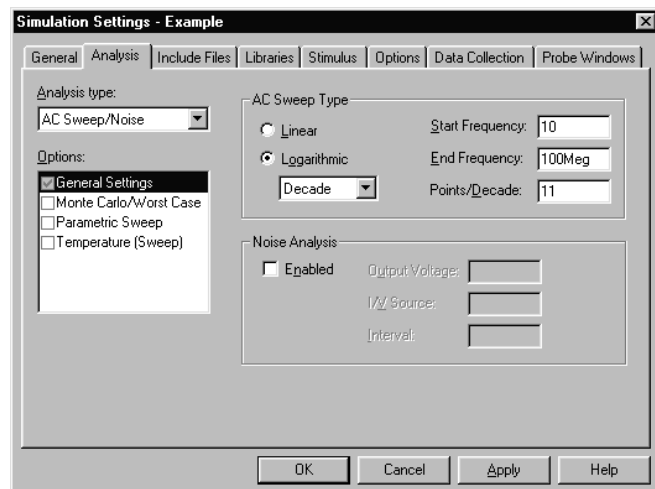 Simulation Settings - Example
General Analysis Include Files Libraries Stimulus Options Data Collection Probe Windows
Analysis type:
AC Sweep/Noise
Options:
General Settings
Monte Carlo/Worst Case
Parametric Sweep
Temperature (Sweep)
AC Sweep Type
Linear
Logarithmic
Decade
Start Frequency: 10
End Frequency: 100Meg
Points/Decade: 11
Noise Analysis
Enabled
Output Voltage:
I/V Source:
Interval:
OK Cancel Apply Help